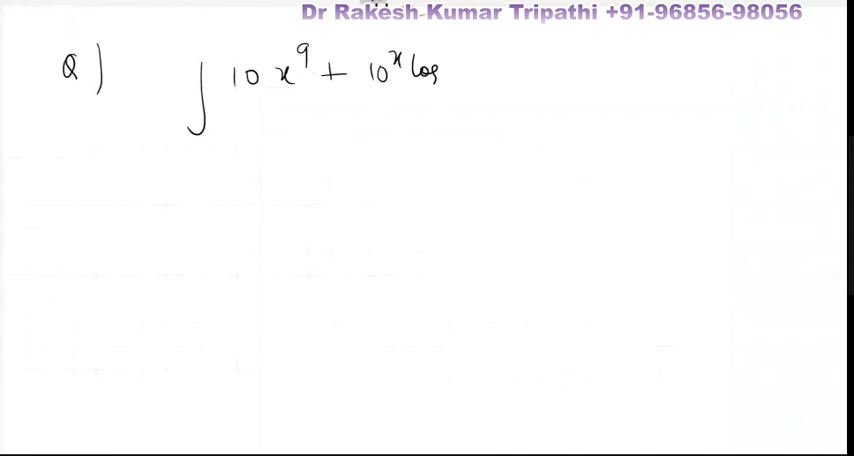 Dr Rakesh Kumar Tripathi +91-96856-98056
Q) ∫ 10 x⁹ + 10ˣ log